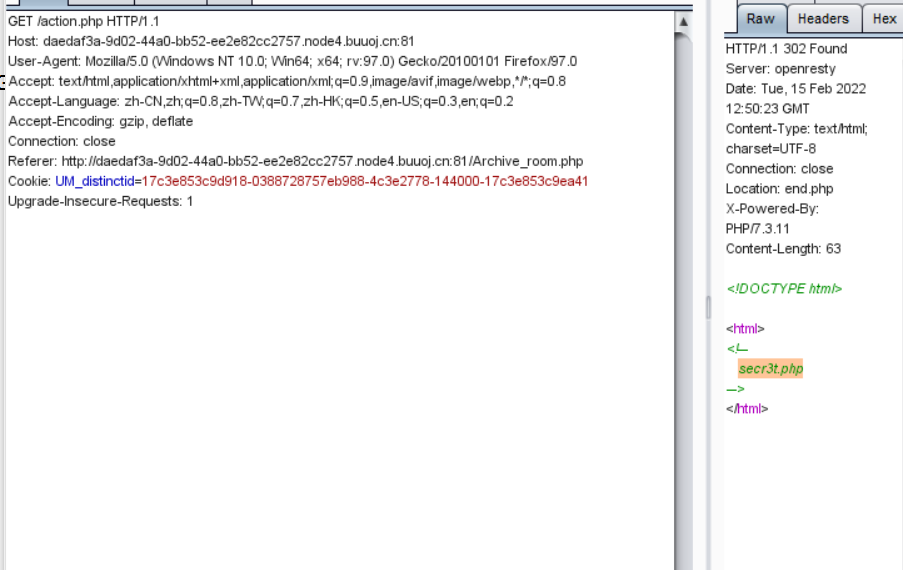 GET /action.php HTTP/1.1
Host: daedaf3a-9d02-44a0-bb52-ee2e82cc2757.node4.buuoj.cn:81
User-Agent: Mozilla/5.0 (Windows NT 10.0; Win64; x64; rv:97.0) Gecko/20100101 Firefox/97.0
Accept: text/html,application/xhtml+xml,application/xml;q=0.9,image/avif,image/webp,*/*;q=0.8
Accept-Language: zh-CN,zh;q=0.8,zh-TW;q=0.7,zh-HK;q=0.5,en-US;q=0.3,en;q=0.2
Accept-Encoding: gzip, deflate
Connection: close
Referer: http://daedaf3a-9d02-44a0-bb52-ee2e82cc2757.node4.buuoj.cn:81/Archive_room.php
Cookie: UM_distinctid=17c3e853c9d918-0388728757eb988-4c3e2778-144000-17c3e853c9ea41
Upgrade-Insecure-Requests: 1
Raw Headers Hex
HTTP/1.1 302 Found
Server: openresty
Date: Tue, 15 Feb 2022
12:50:23 GMT
Content-Type: text/html;
charset=UTF-8
Connection: close
Location: end.php
X-Powered-By:
PHP/7.3.11
Content-Length: 63
<!DOCTYPE html>
<html>
<!--
secr3t.php
-->
</html>